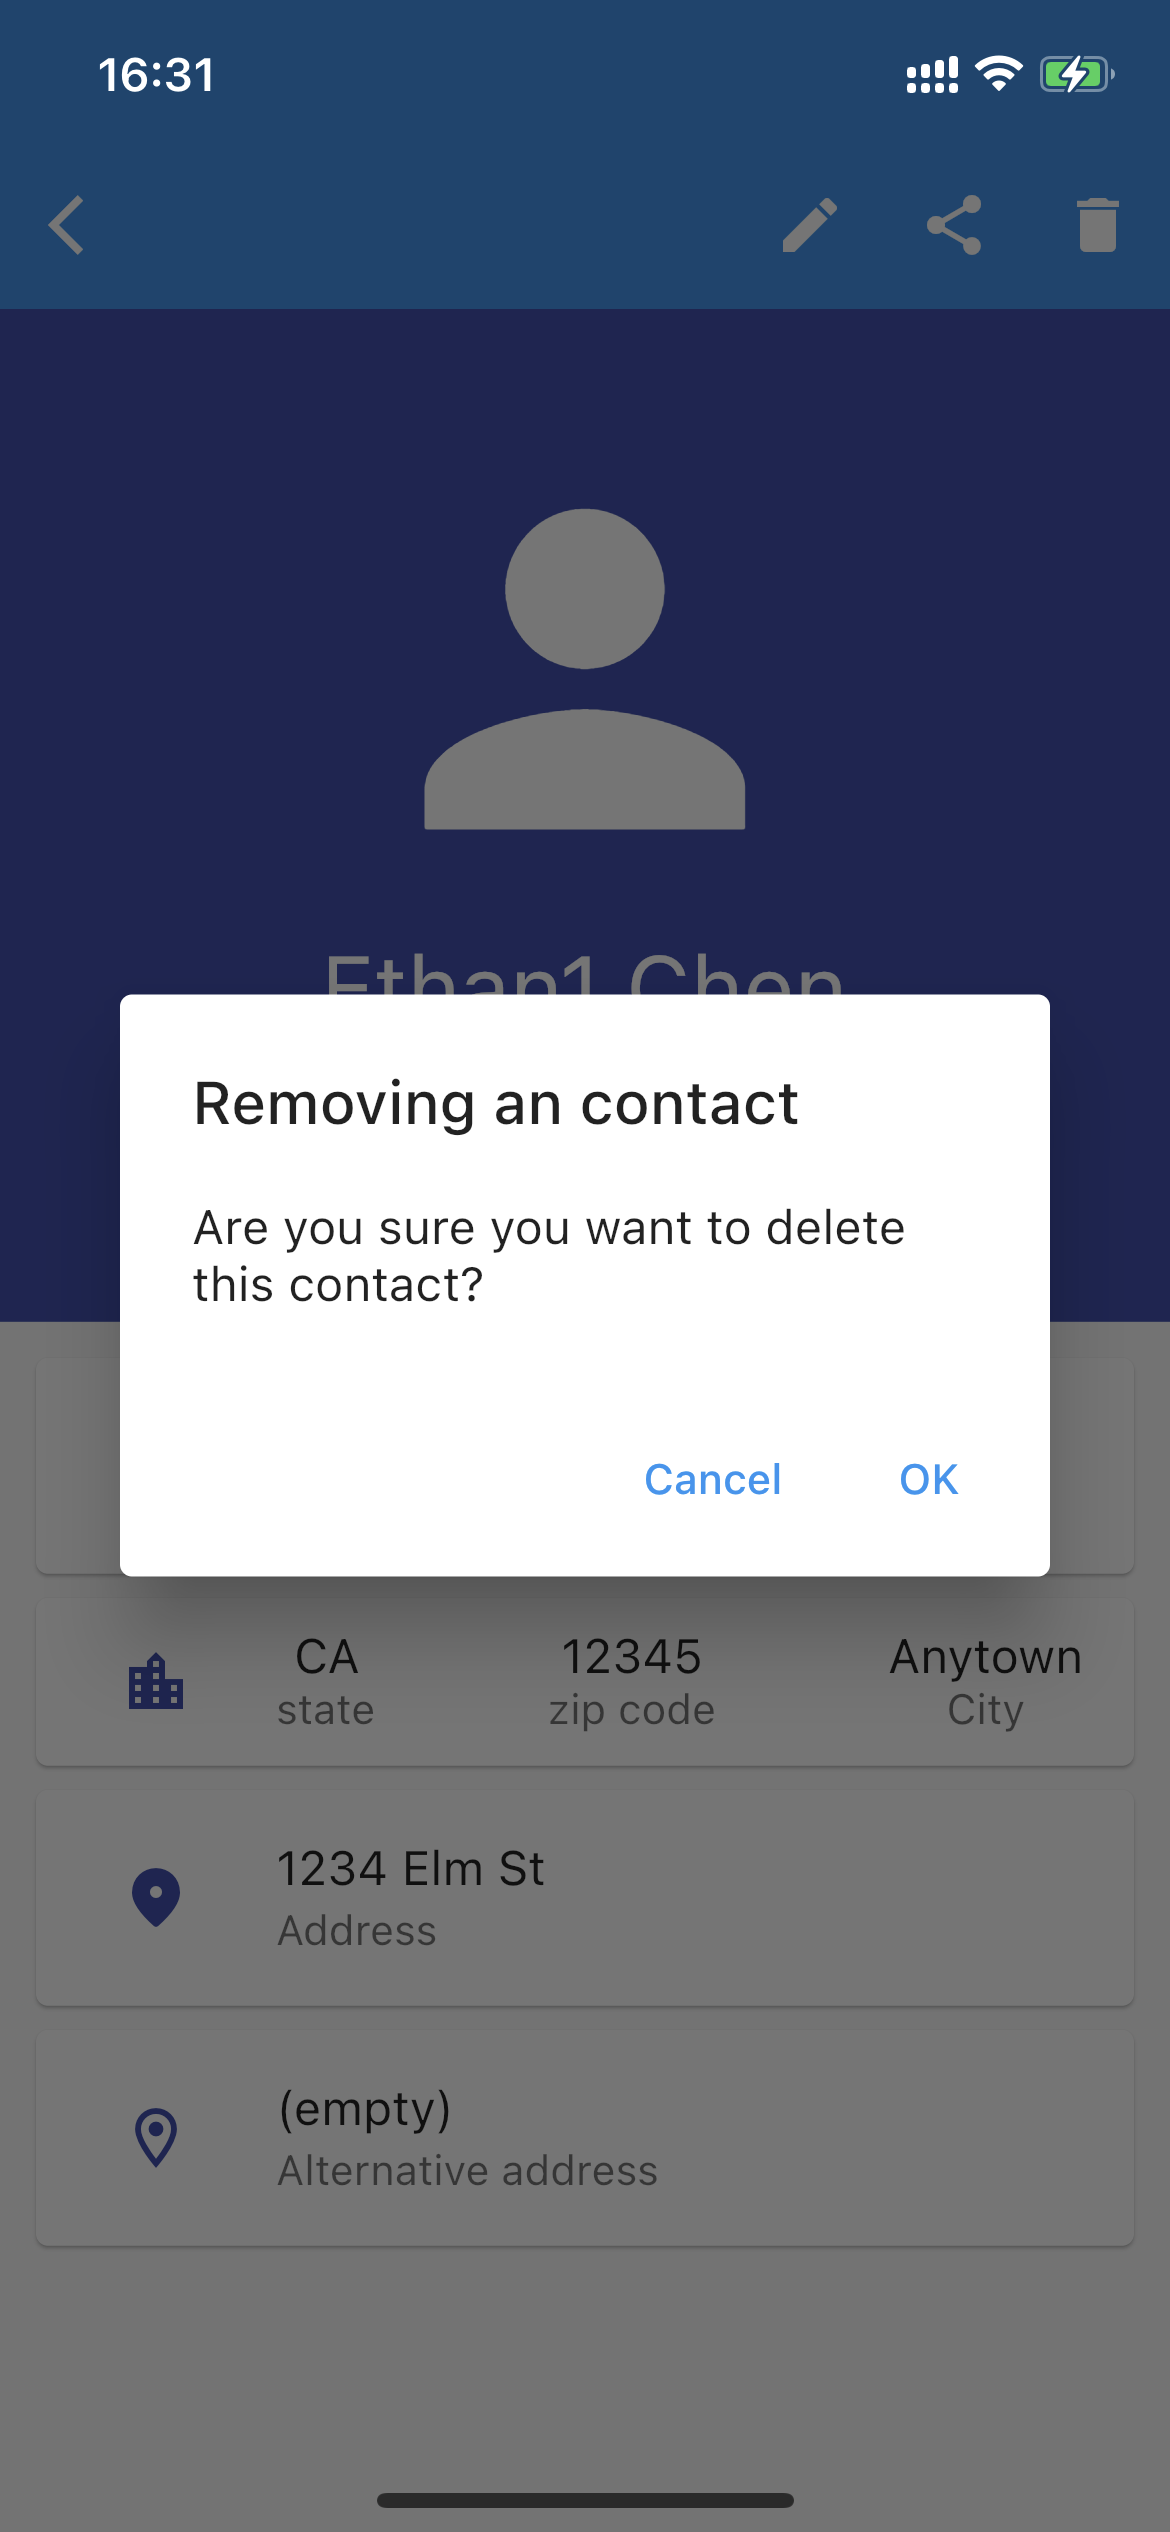 16:31
Ethan1 Chen
Removing an contact
Are you sure you want to delete
this contact?
Cancel OK
CA 12345 Anytown
state zip code City
1234 Elm St
Address
(empty)
Alternative address